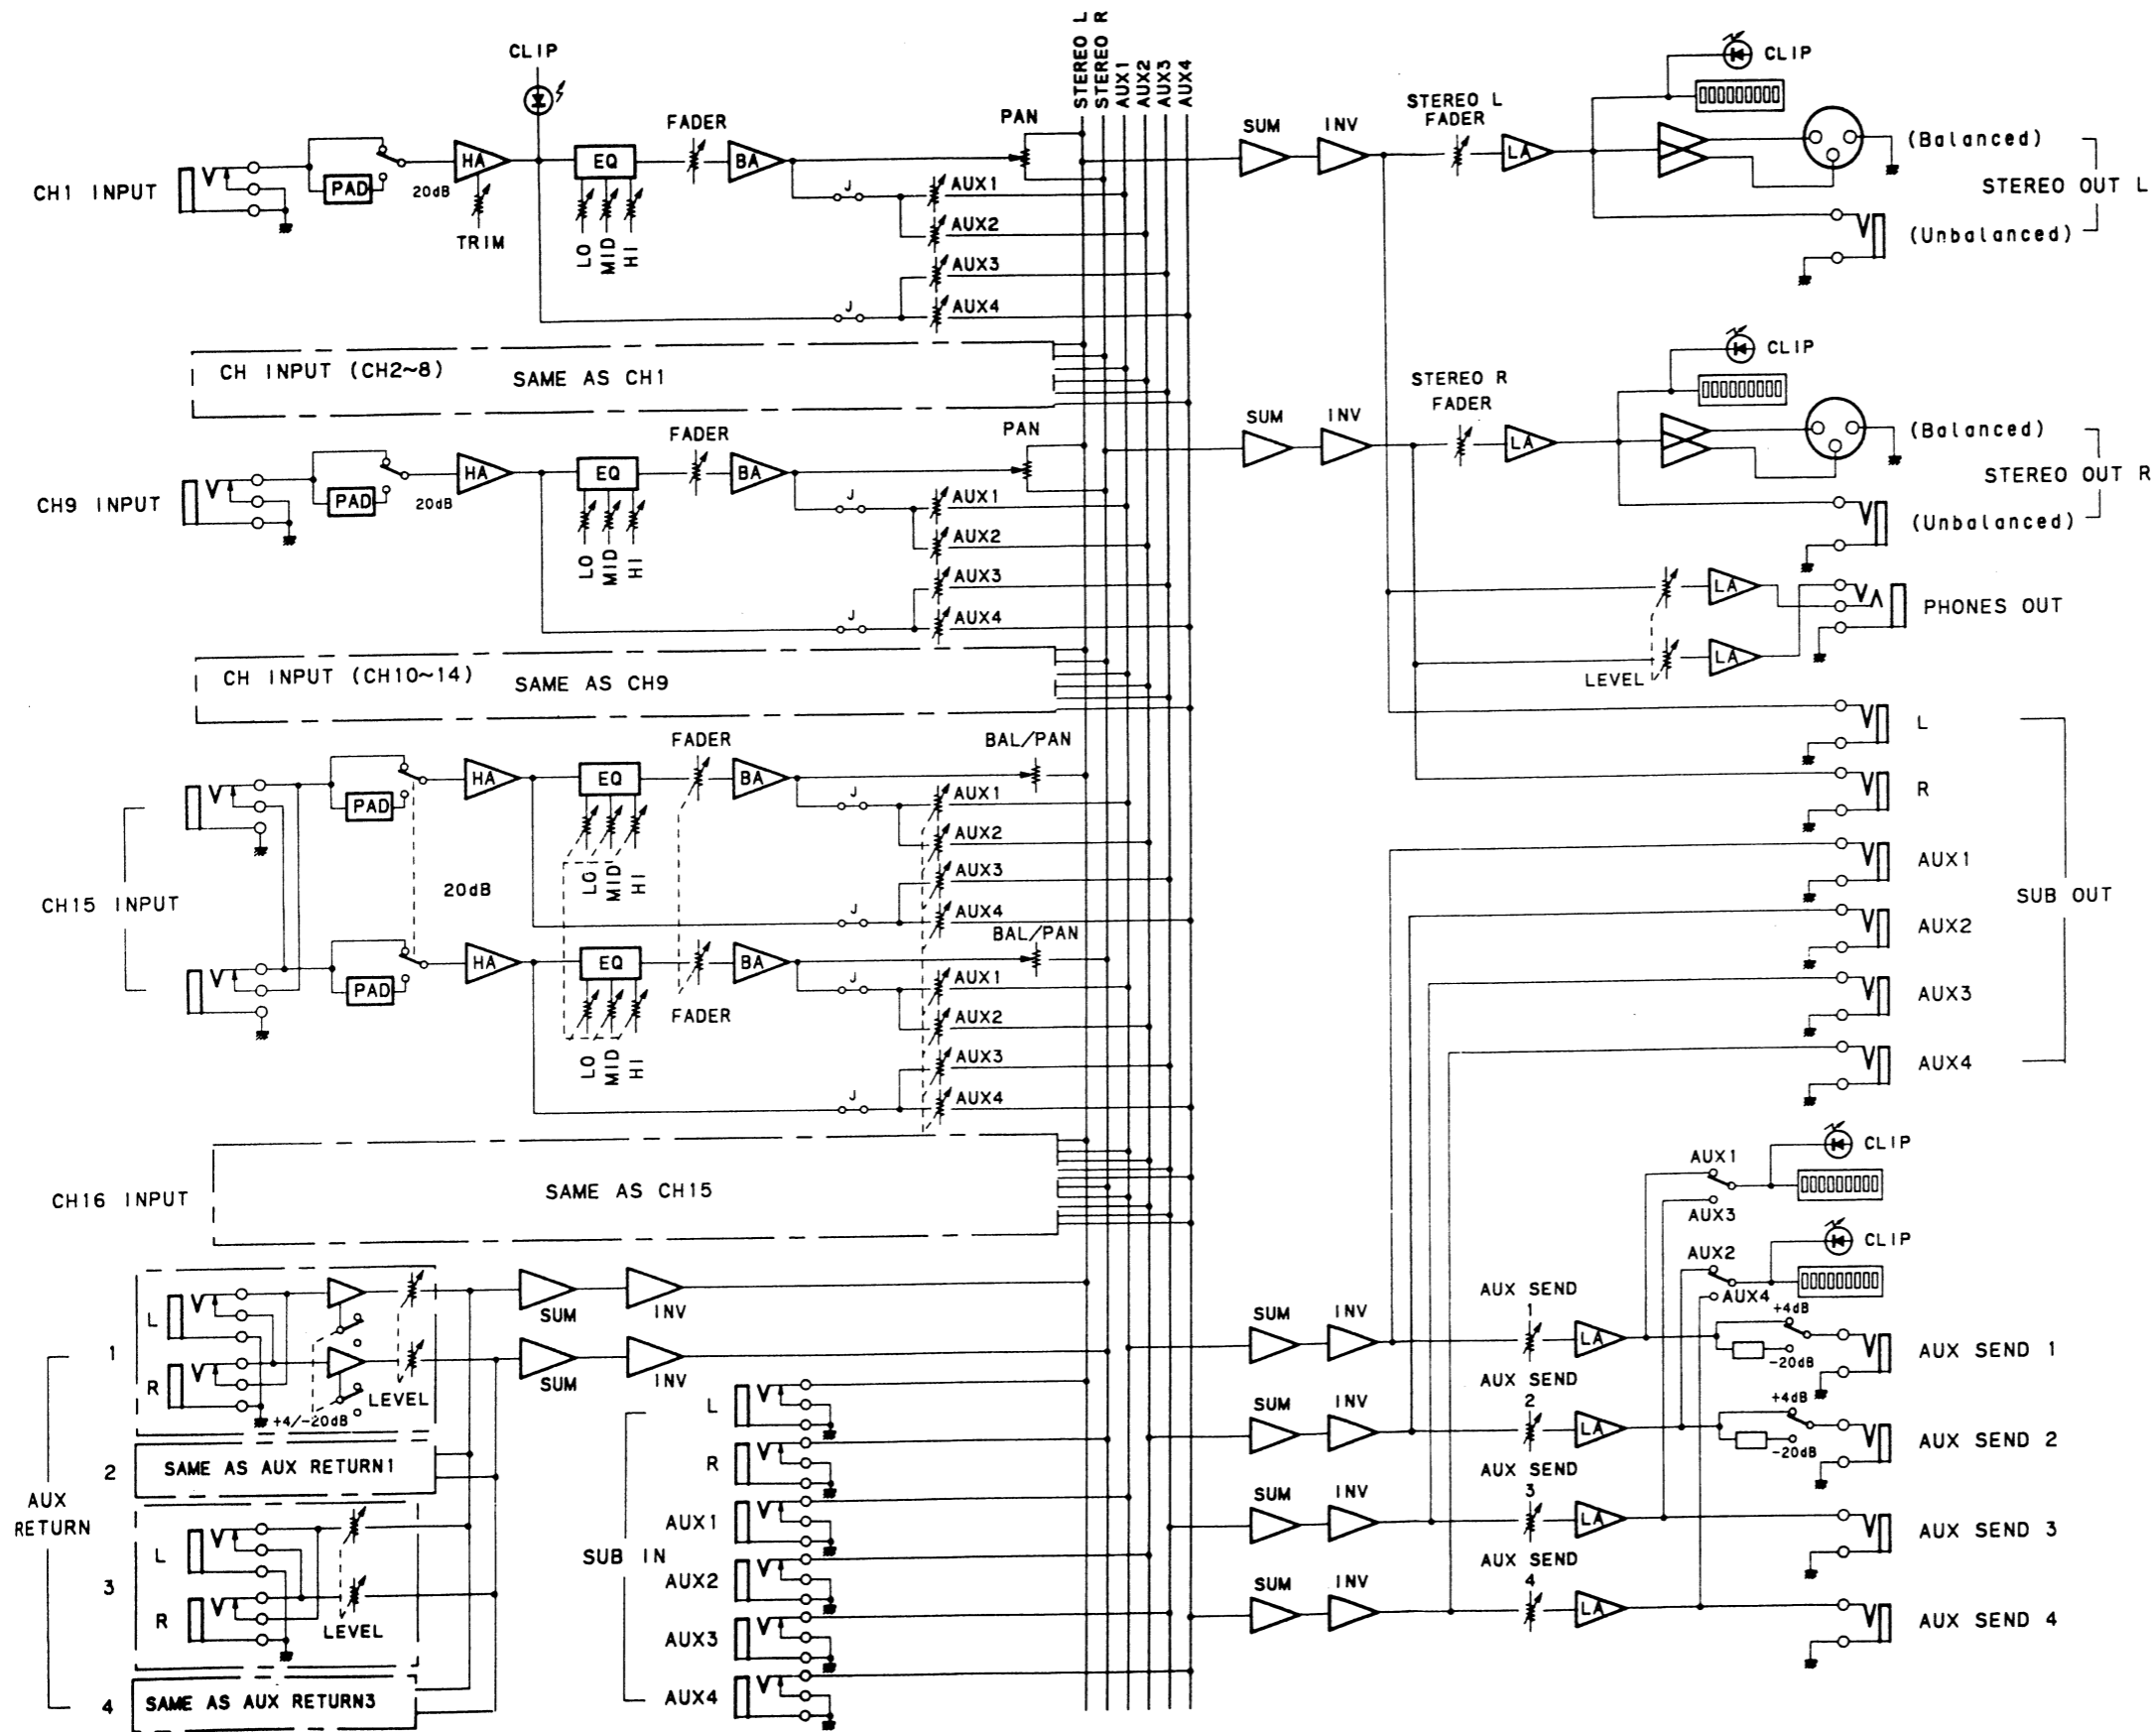 STEREO L
STEREO R
AUX1
AUX2
AUX3
AUX4
CLIP
FADER
PAN
CH1 INPUT
PAD
20dB
HA
TRIM
EQ
LO
MID
HI
BA
J
AUX1
AUX2
AUX3
J
AUX4
CH INPUT (CH2~8)
SAME AS CH1
FADER
PAN
CH9 INPUT
PAD
20dB
HA
EQ
LO
MID
HI
BA
J
AUX1
AUX2
AUX3
J
AUX4
CH INPUT (CH10~14)
SAME AS CH9
FADER
BAL/PAN
CH15 INPUT
PAD
HA
EQ
LO
MID
HI
BA
J
AUX1
AUX2
AUX3
J
AUX4
20dB
BAL/PAN
PAD
HA
EQ
BA
FADER
LO
MID
HI
J
AUX1
AUX2
AUX3
J
AUX4
CH16 INPUT
SAME AS CH15
AUX
RETURN
1
L
R
+4/-20dB
LEVEL
SUM
INV
SUM
INV
2
SAME AS AUX RETURN1
3
L
R
LEVEL
4
SAME AS AUX RETURN3
SUB IN
L
R
AUX1
AUX2
AUX3
AUX4
SUM
INV
STEREO L
FADER
LA
CLIP
(Balanced)
STEREO OUT L
(Unbalanced)
SUM
INV
STEREO R
FADER
LA
CLIP
(Balanced)
STEREO OUT R
(Unbalanced)
LA
PHONES OUT
LA
LEVEL
L
R
AUX1
SUB OUT
AUX2
AUX3
AUX4
AUX1
CLIP
AUX3
AUX2
CLIP
AUX4
SUM
INV
AUX SEND
1
LA
+4dB
-20dB
AUX SEND 1
SUM
INV
AUX SEND
2
LA
+4dB
-20dB
AUX SEND 2
SUM
INV
AUX SEND
3
LA
AUX SEND 3
SUM
INV
AUX SEND
4
LA
AUX SEND 4